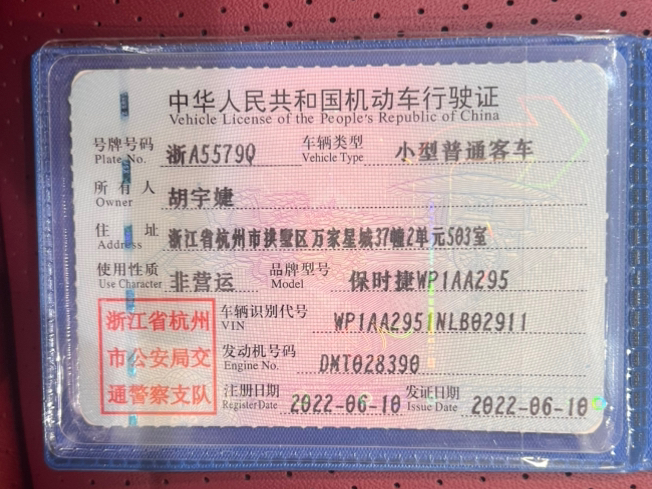 中华人民共和国机动车行驶证
Vehicle License of the People's Republic of China
号牌号码 浙A5579Q 车辆类型 小型普通客车
Plate No. Vehicle Type
所有人 胡宇婕
Owner
住址 浙江省杭州市拱墅区万家星城37幢2单元503室
Address
使用性质 非营运 品牌型号 保时捷WP1AA295
Use Character Model
浙江省杭州
市公安局交
通警察支队
车辆识别代号 WP1AA2951NLB02911
VIN
发动机号码 DMT028390
Engine No.
注册日期 2022-06-10 发证日期 2022-06-10
Register Date Issue Date